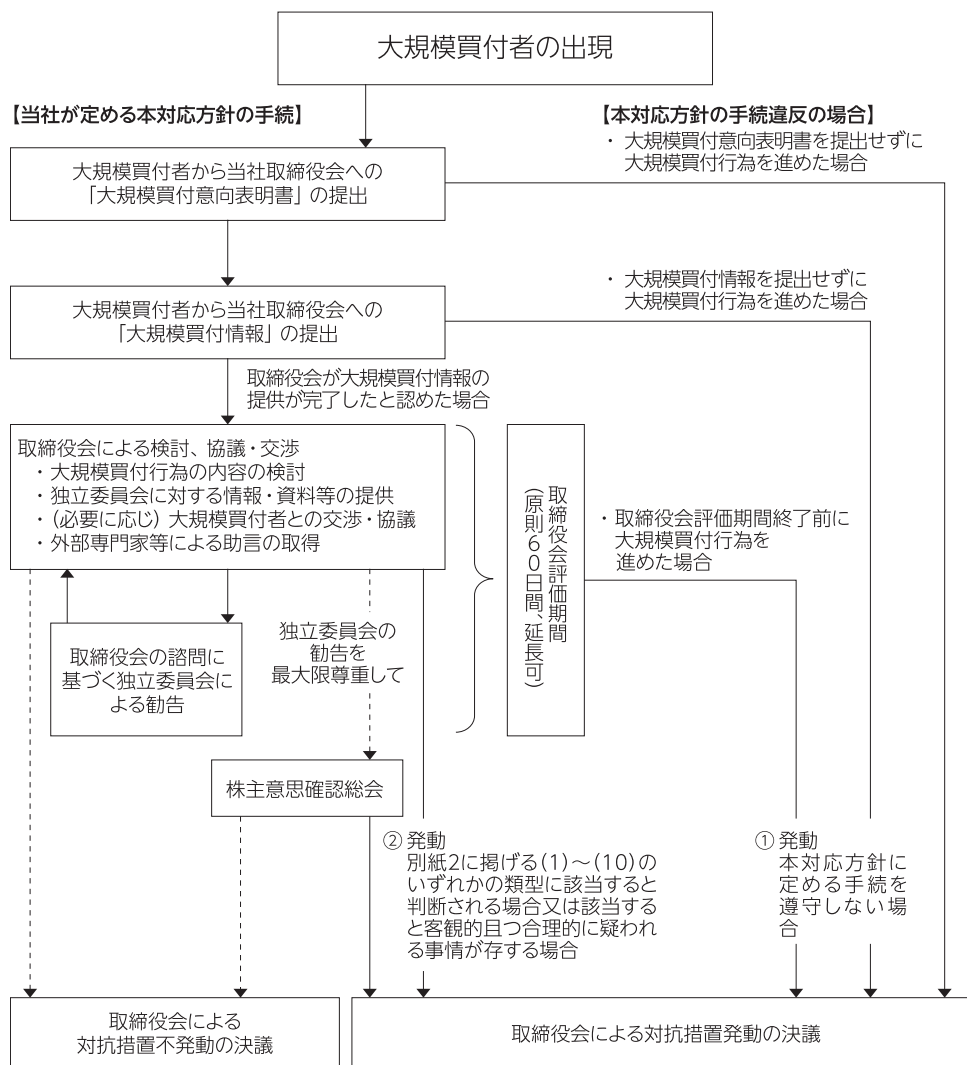 大規模買付者の出現
【当社が定める本対応方針の手続】
【本対応方針の手続違反の場合】
・ 大規模買付意向表明書を提出せずに
大規模買付行為を進めた場合
大規模買付者から当社取締役会への
「大規模買付意向表明書」の提出
・ 大規模買付情報を提出せずに
大規模買付行為を進めた場合
大規模買付者から当社取締役会への
「大規模買付情報」の提出
取締役会が大規模買付情報の
提供が完了したと認めた場合
取締役会による検討、協議・交渉
・大規模買付行為の内容の検討
・独立委員会に対する情報・資料等の提供
・(必要に応じ)大規模買付者との交渉・協議
・外部専門家等による助言の取得
取締役会評価期間
(原則60日間、延長可)
・取締役会評価期間終了前に
大規模買付行為を
進めた場合
取締役会の諮問に
基づく独立委員会に
よる勧告
独立委員会の
勧告を
最大限尊重して
株主意思確認総会
② 発動
別紙2に掲げる(1)~(10)の
いずれかの類型に該当すると
判断される場合又は該当する
と客観的且つ合理的に疑われ
る事情が存する場合
① 発動
本対応方針に
定める手続を
遵守しない場
合
取締役会による
対抗措置不発動の決議
取締役会による対抗措置発動の決議